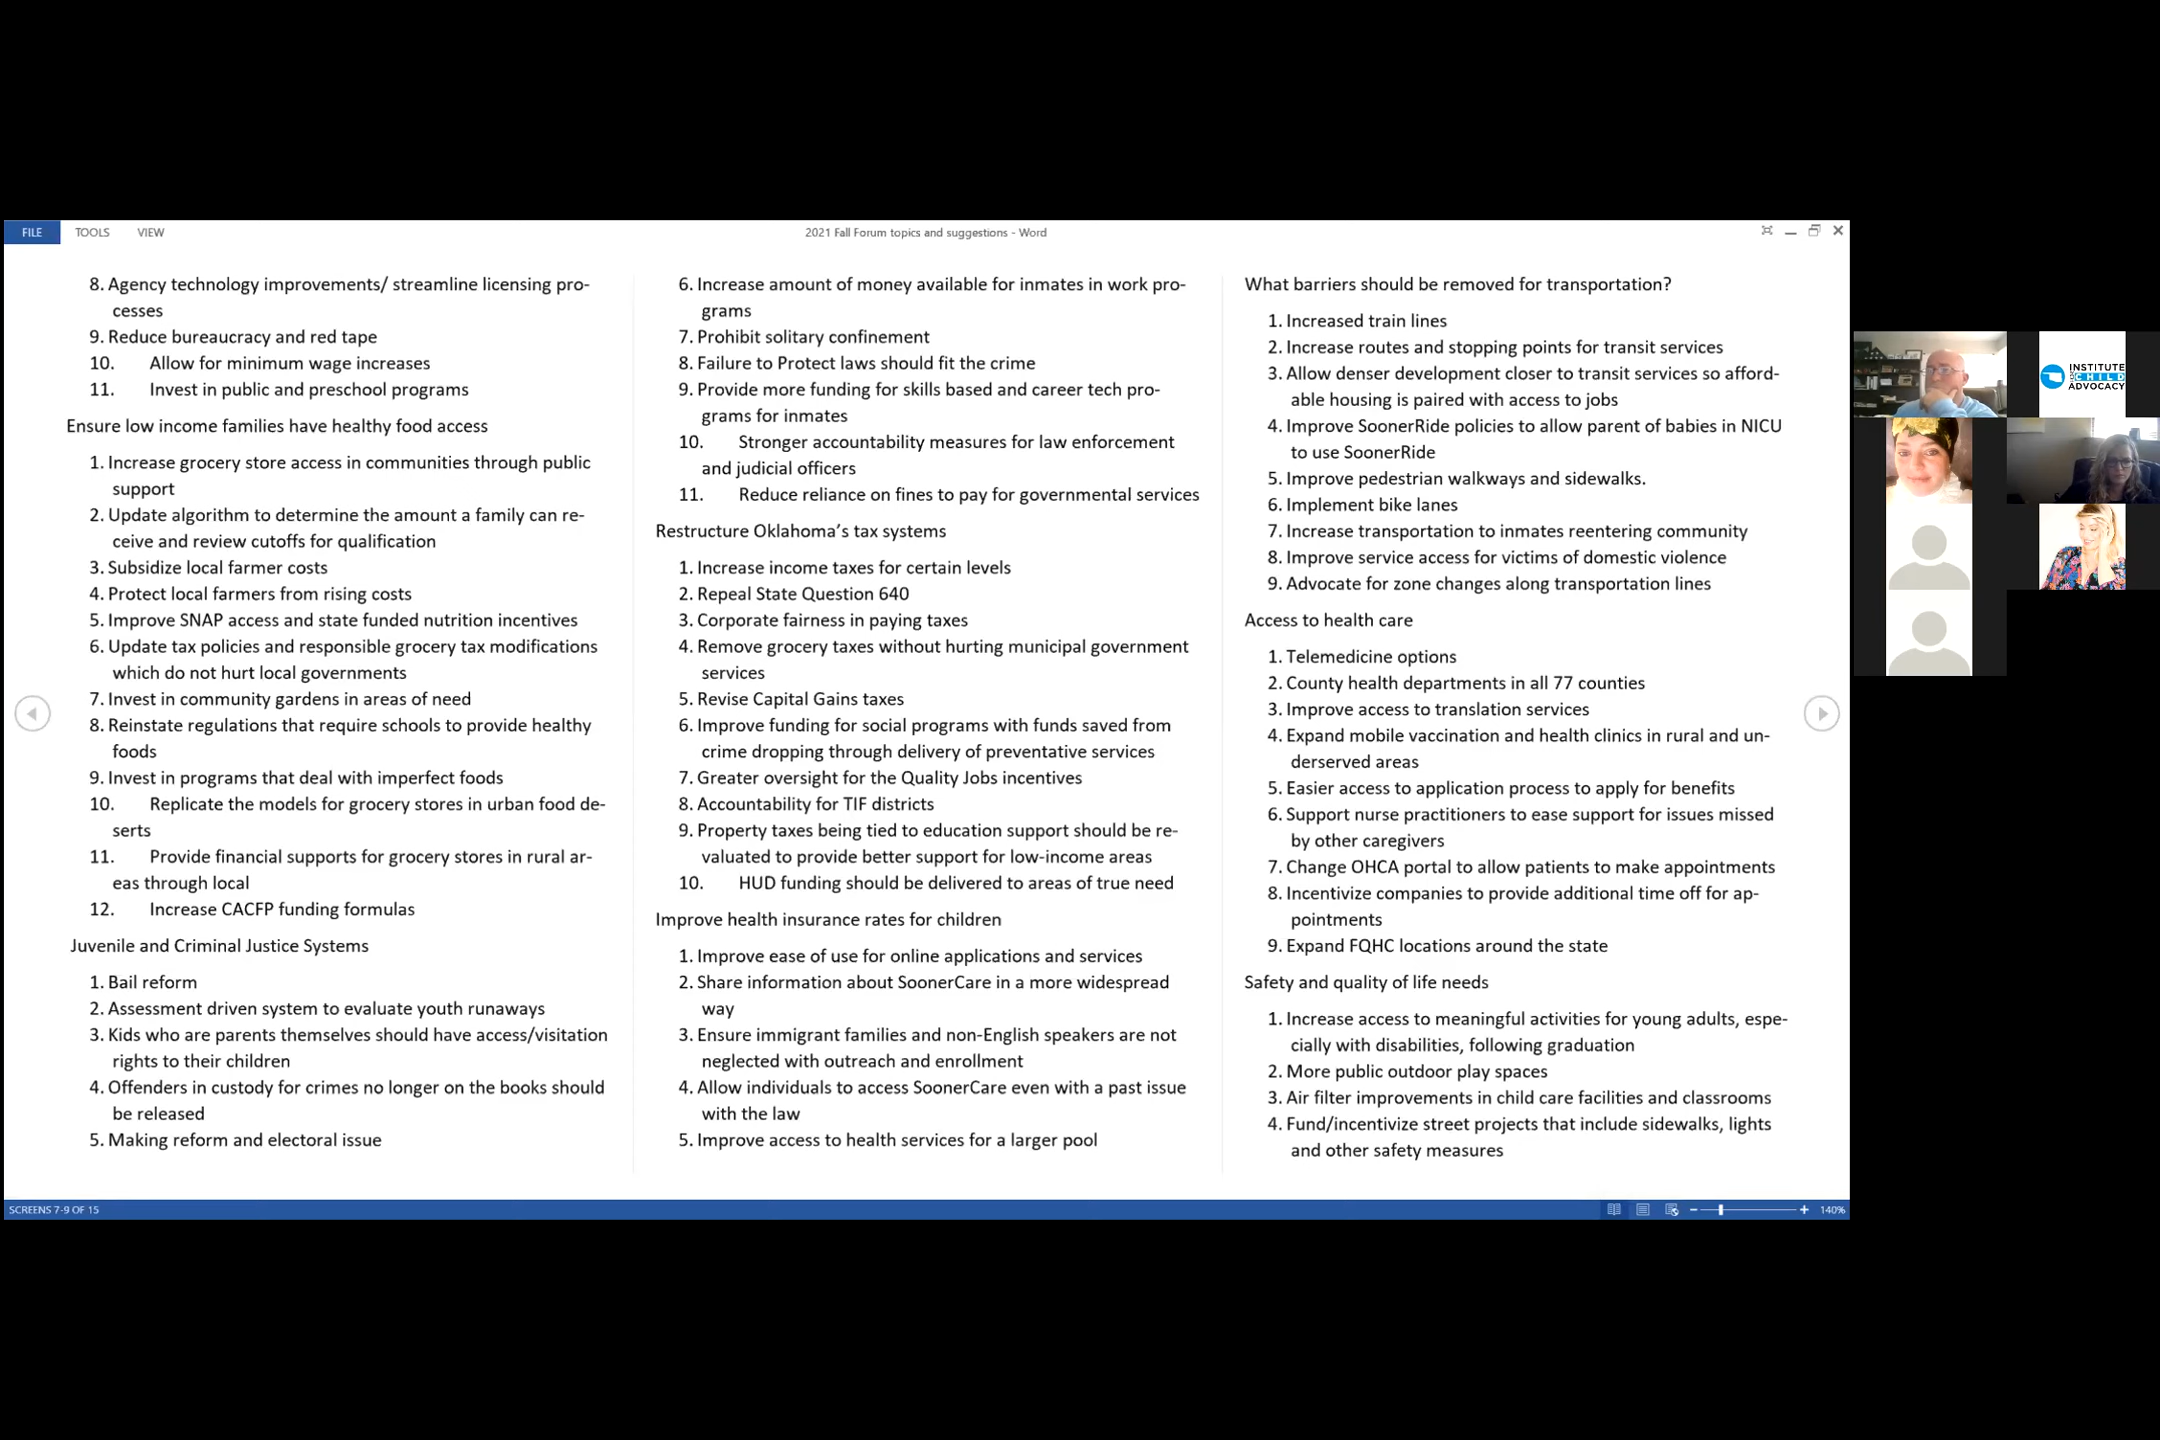 FILE TOOLS VIEW 2021 Fall Forum topics and suggestions - Word
8. Agency technology improvements/ streamline licensing pro-
cesses
9. Reduce bureaucracy and red tape
10. Allow for minimum wage increases
11. Invest in public and preschool programs
Ensure low income families have healthy food access
1. Increase grocery store access in communities through public
support
2. Update algorithm to determine the amount a family can re-
ceive and review cutoffs for qualification
3. Subsidize local farmer costs
4. Protect local farmers from rising costs
5. Improve SNAP access and state funded nutrition incentives
6. Update tax policies and responsible grocery tax modifications
which do not hurt local governments
7. Invest in community gardens in areas of need
8. Reinstate regulations that require schools to provide healthy
foods
9. Invest in programs that deal with imperfect foods
10. Replicate the models for grocery stores in urban food de-
serts
11. Provide financial supports for grocery stores in rural ar-
eas through local
12. Increase CACFP funding formulas
Juvenile and Criminal Justice Systems
1. Bail reform
2. Assessment driven system to evaluate youth runaways
3. Kids who are parents themselves should have access/visitation
rights to their children
4. Offenders in custody for crimes no longer on the books should
be released
5. Making reform and electoral issue
6. Increase amount of money available for inmates in work pro-
grams
7. Prohibit solitary confinement
8. Failure to Protect laws should fit the crime
9. Provide more funding for skills based and career tech pro-
grams for inmates
10. Stronger accountability measures for law enforcement
and judicial officers
11. Reduce reliance on fines to pay for governmental services
Restructure Oklahoma's tax systems
1. Increase income taxes for certain levels
2. Repeal State Question 640
3. Corporate fairness in paying taxes
4. Remove grocery taxes without hurting municipal government
services
5. Revise Capital Gains taxes
6. Improve funding for social programs with funds saved from
crime dropping through delivery of preventative services
7. Greater oversight for the Quality Jobs incentives
8. Accountability for TIF districts
9. Property taxes being tied to education support should be re-
valuated to provide better support for low-income areas
10. HUD funding should be delivered to areas of true need
Improve health insurance rates for children
1. Improve ease of use for online applications and services
2. Share information about SoonerCare in a more widespread
way
3. Ensure immigrant families and non-English speakers are not
neglected with outreach and enrollment
4. Allow individuals to access SoonerCare even with a past issue
with the law
5. Improve access to health services for a larger pool
What barriers should be removed for transportation?
1. Increased train lines
2. Increase routes and stopping points for transit services
3. Allow denser development closer to transit services so afford-
able housing is paired with access to jobs
4. Improve SoonerRide policies to allow parent of babies in NICU
to use SoonerRide
5. Improve pedestrian walkways and sidewalks.
6. Implement bike lanes
7. Increase transportation to inmates reentering community
8. Improve service access for victims of domestic violence
9. Advocate for zone changes along transportation lines
Access to health care
1. Telemedicine options
2. County health departments in all 77 counties
3. Improve access to translation services
4. Expand mobile vaccination and health clinics in rural and un-
derserved areas
5. Easier access to application process to apply for benefits
6. Support nurse practitioners to ease support for issues missed
by other caregivers
7. Change OHCA portal to allow patients to make appointments
8. Incentivize companies to provide additional time off for ap-
pointments
9. Expand FQHC locations around the state
Safety and quality of life needs
1. Increase access to meaningful activities for young adults, espe-
cially with disabilities, following graduation
2. More public outdoor play spaces
3. Air filter improvements in child care facilities and classrooms
4. Fund/incentivize street projects that include sidewalks, lights
and other safety measures
INSTITUTE
FOR CHILD
ADVOCACY
SCREENS 7-9 OF 15 140%